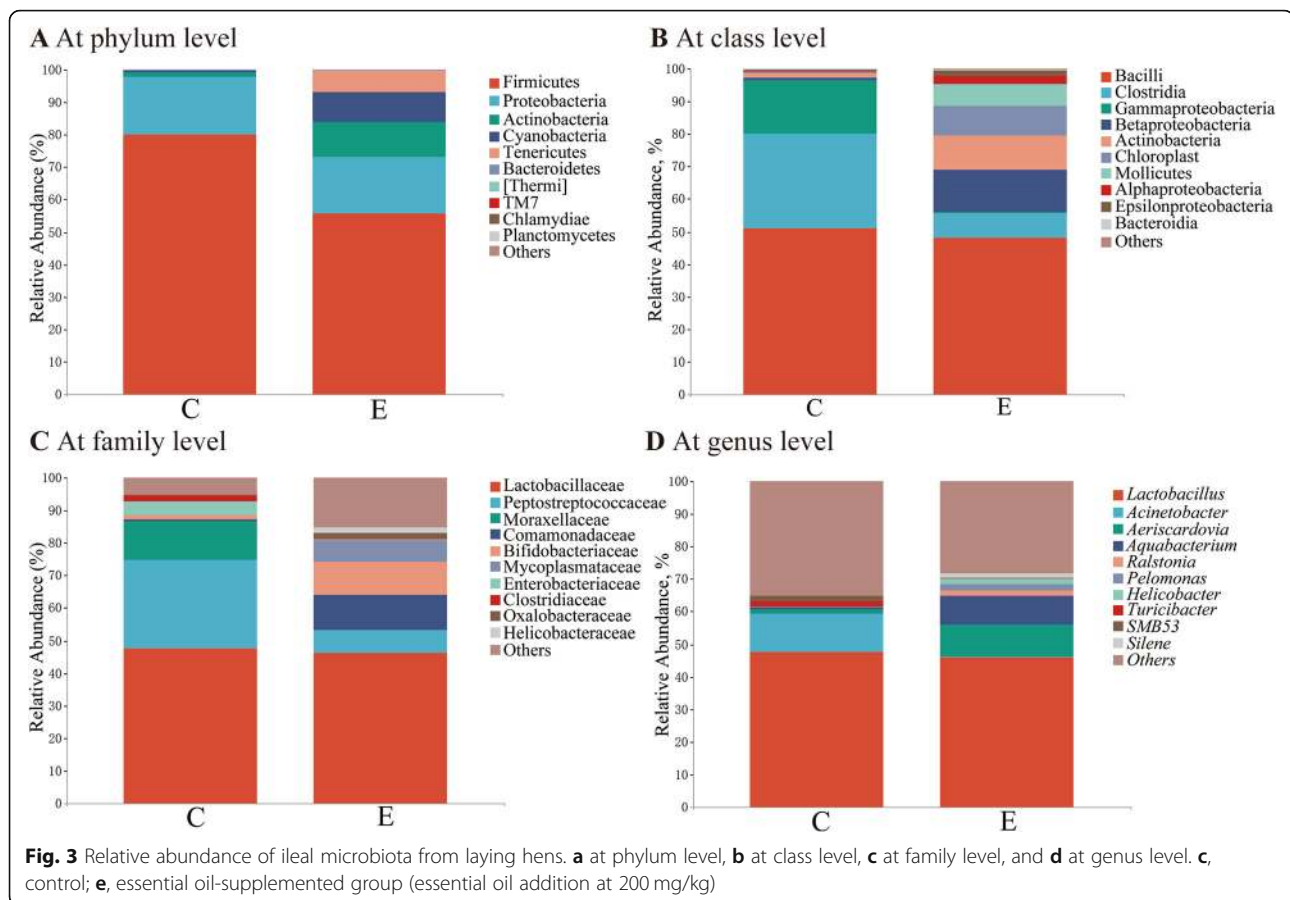 A At phylum level
100
90
80
70
60
50
40
30
20
10
0
Relative Abundance (%)
C
E
Firmicutes
Proteobacteria
Actinobacteria
Cyanobacteria
Tenericutes
Bacteroidetes
[Thermi]
TM7
Chlamydiae
Planctomycetes
Others
B At class level
100
90
80
70
60
50
40
30
20
10
0
Relative Abundance, %
C
E
Bacilli
Clostridia
Gammaproteobacteria
Betaproteobacteria
Actinobacteria
Chloroplast
Mollicutes
Alphaproteobacteria
Epsilonproteobacteria
Bacteroidia
Others
C At family level
100
90
80
70
60
50
40
30
20
10
0
Relative Abundance (%)
C
E
Lactobacillaceae
Peptostreptococcaceae
Moraxellaceae
Comamonadaceae
Bifidobacteriaceae
Mycoplasmataceae
Enterobacteriaceae
Clostridiaceae
Oxalobacteraceae
Helicobacteraceae
Others
D At genus level
100
90
80
70
60
50
40
30
20
10
0
Relative Abundance, %
C
E
Lactobacillus
Acinetobacter
Aeriscardovia
Aquabacterium
Ralstonia
Pelomonas
Helicobacter
Turicibacter
SMB53
Silene
Others
Fig. 3 Relative abundance of ileal microbiota from laying hens. a at phylum level, b at class level, c at family level, and d at genus level. c,
control; e, essential oil-supplemented group (essential oil addition at 200 mg/kg)